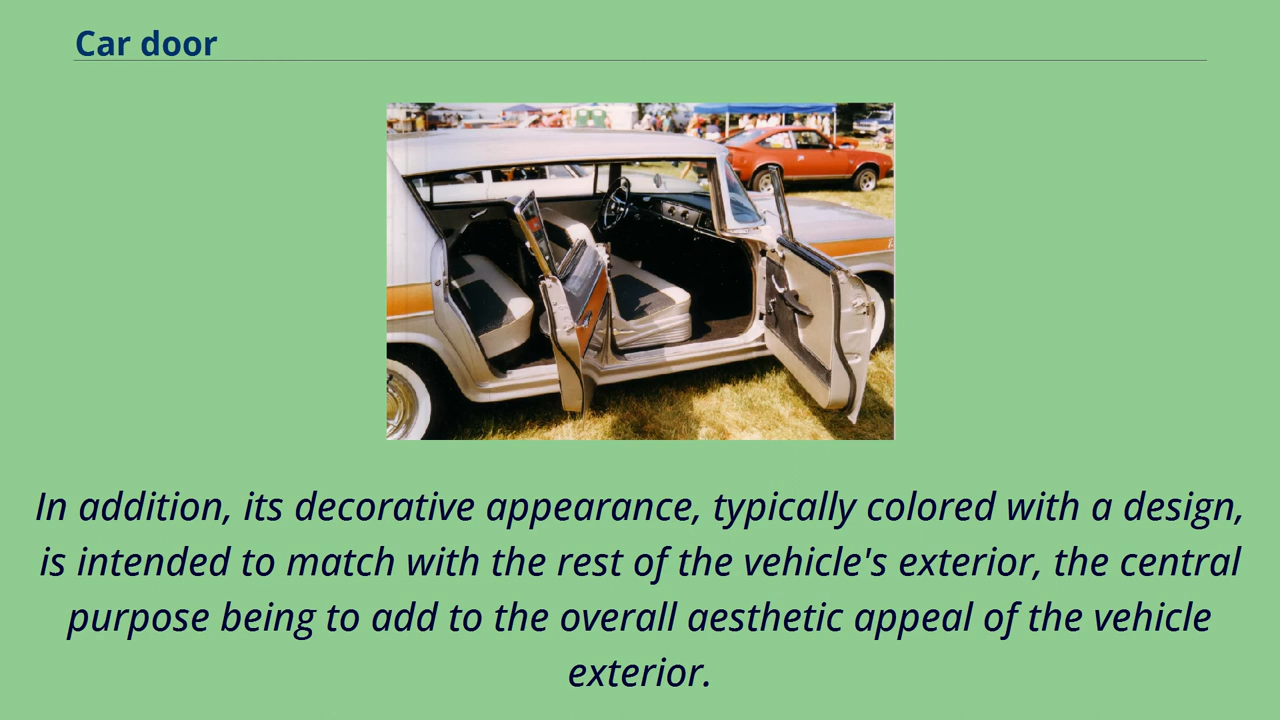 Car door
In addition, its decorative appearance, typically colored with a design,
is intended to match with the rest of the vehicle's exterior, the central
purpose being to add to the overall aesthetic appeal of the vehicle
exterior.